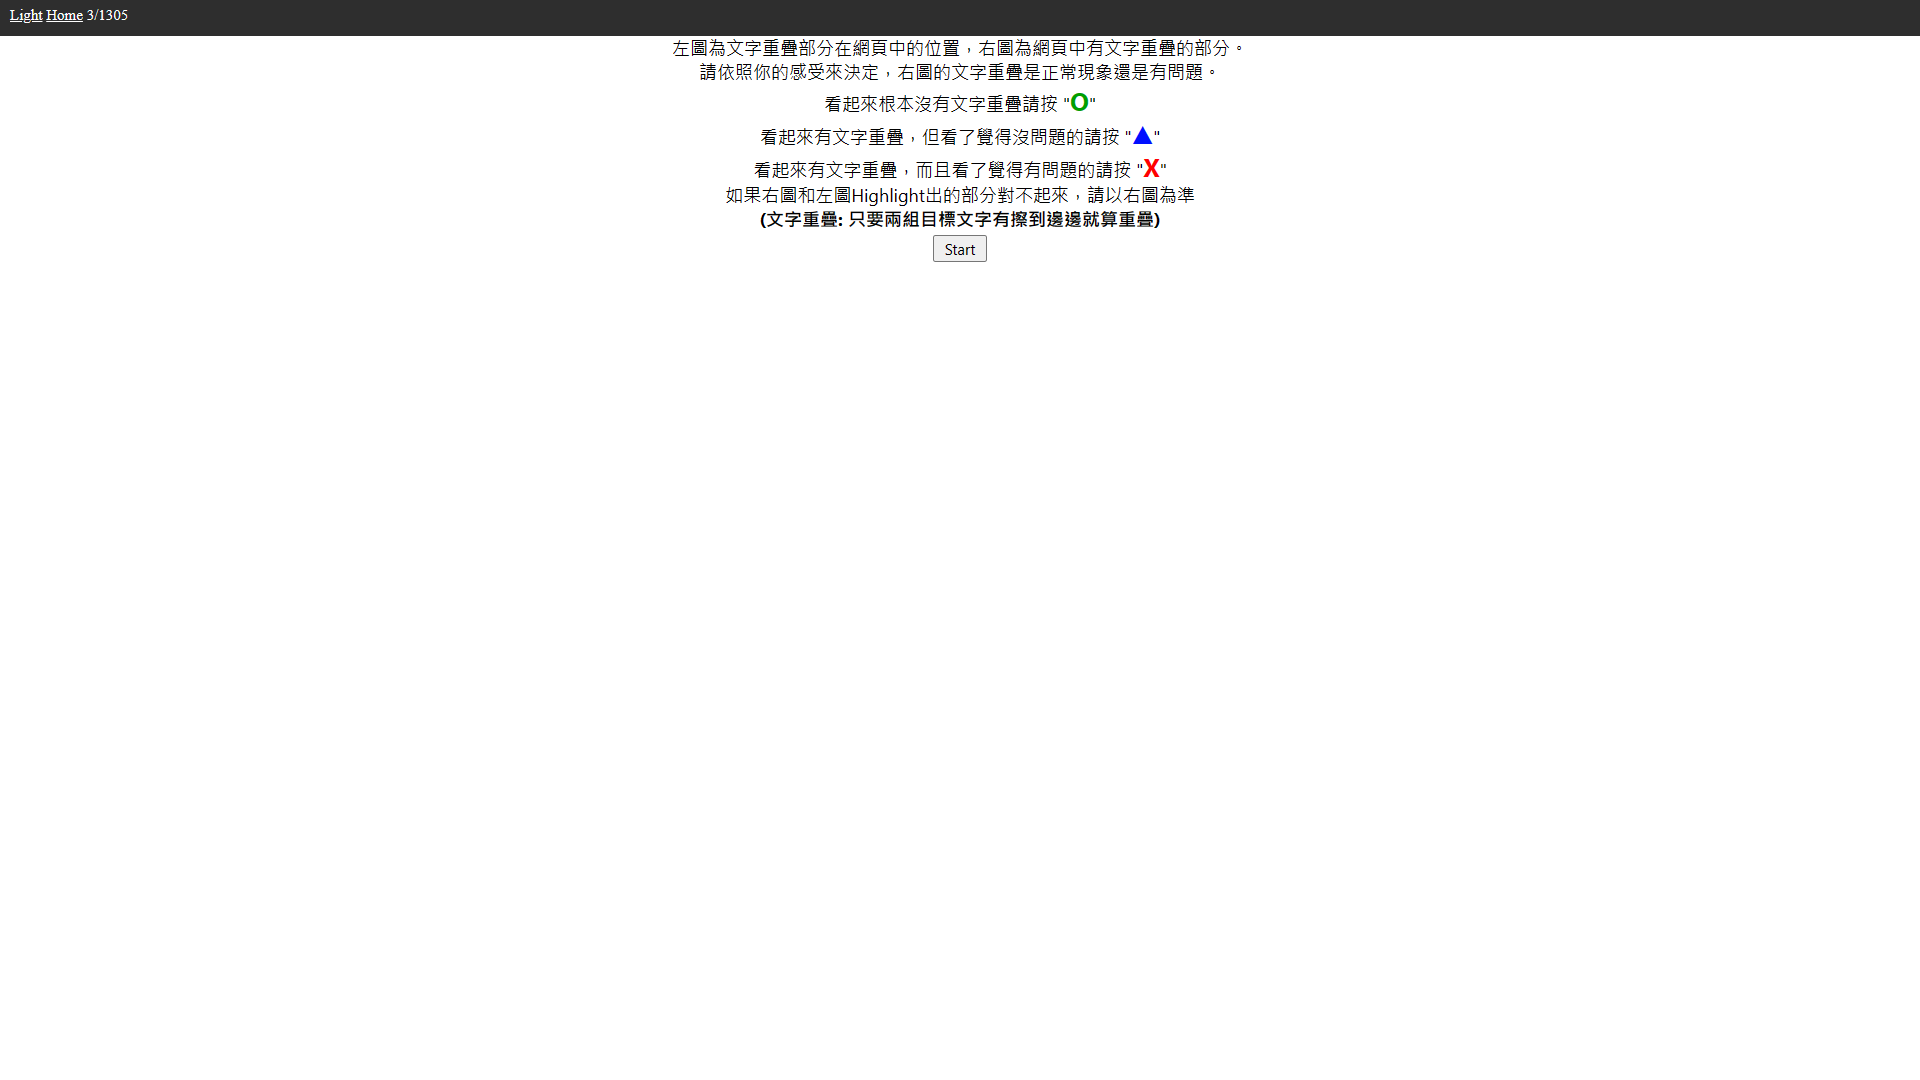 Light Home 3/1305
左圖為文字重疊部分在網頁中的位置，右圖為網頁中有文字重疊的部分。
請依照你的感受來決定，右圖的文字重疊是正常現象還是有問題。
看起來根本沒有文字重疊請按 "O"
看起來有文字重疊，但看了覺得沒問題的請按 "▲"
看起來有文字重疊，而且看了覺得有問題的請按 "X"
如果右圖和左圖Highlight出的部分對不起來，請以右圖為準
(文字重疊: 只要兩組目標文字有擦到邊邊就算重疊)
Start